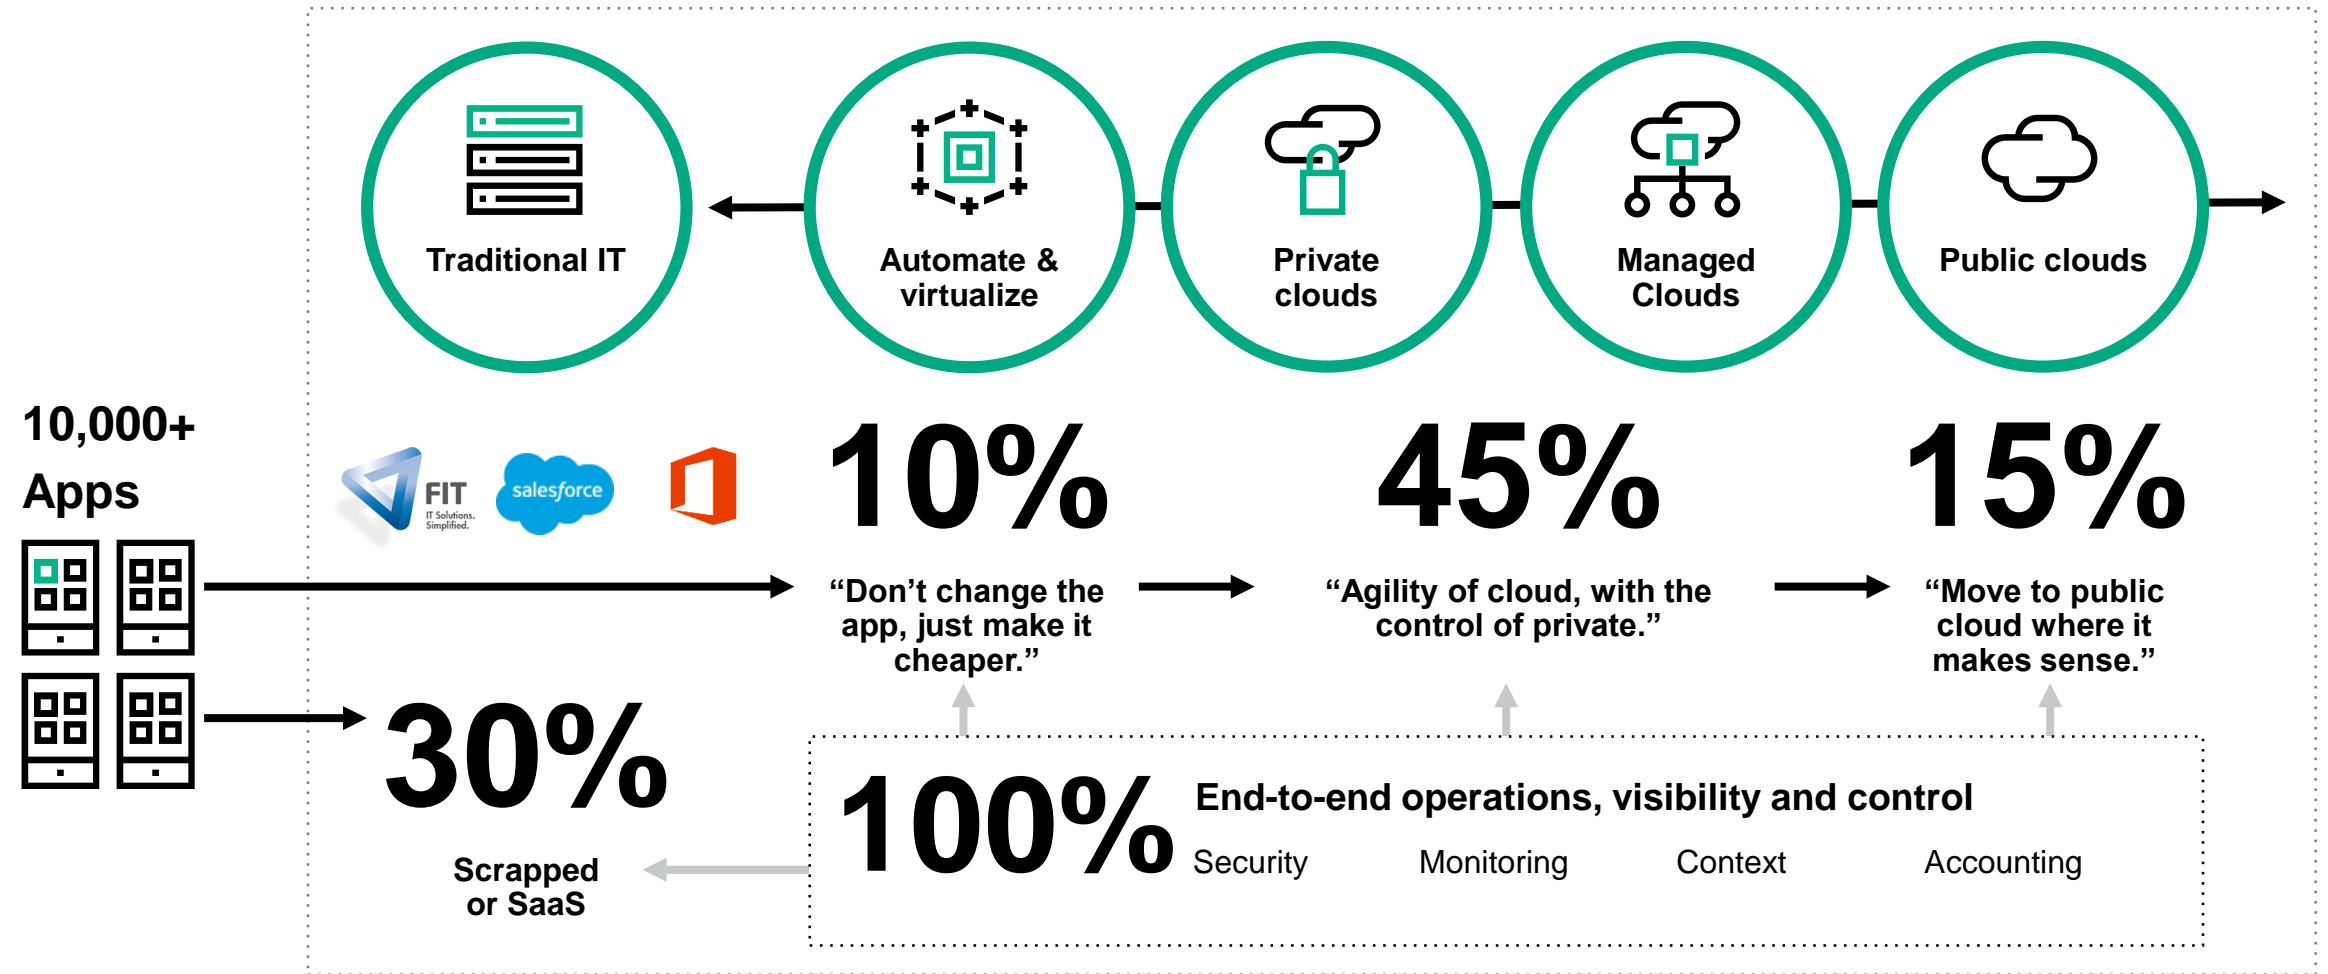 Traditional IT
Automate &
virtualize
Private
clouds
Managed
Clouds
Public clouds
10,000+
Apps
FIT
IT Solutions.
Simplified.
salesforce
10%
45%
15%
“Don’t change the
app, just make it
cheaper.”
“Agility of cloud, with the
control of private.”
“Move to public
cloud where it
makes sense.”
30%
Scrapped
or SaaS
100%
End-to-end operations, visibility and control
Security
Monitoring
Context
Accounting